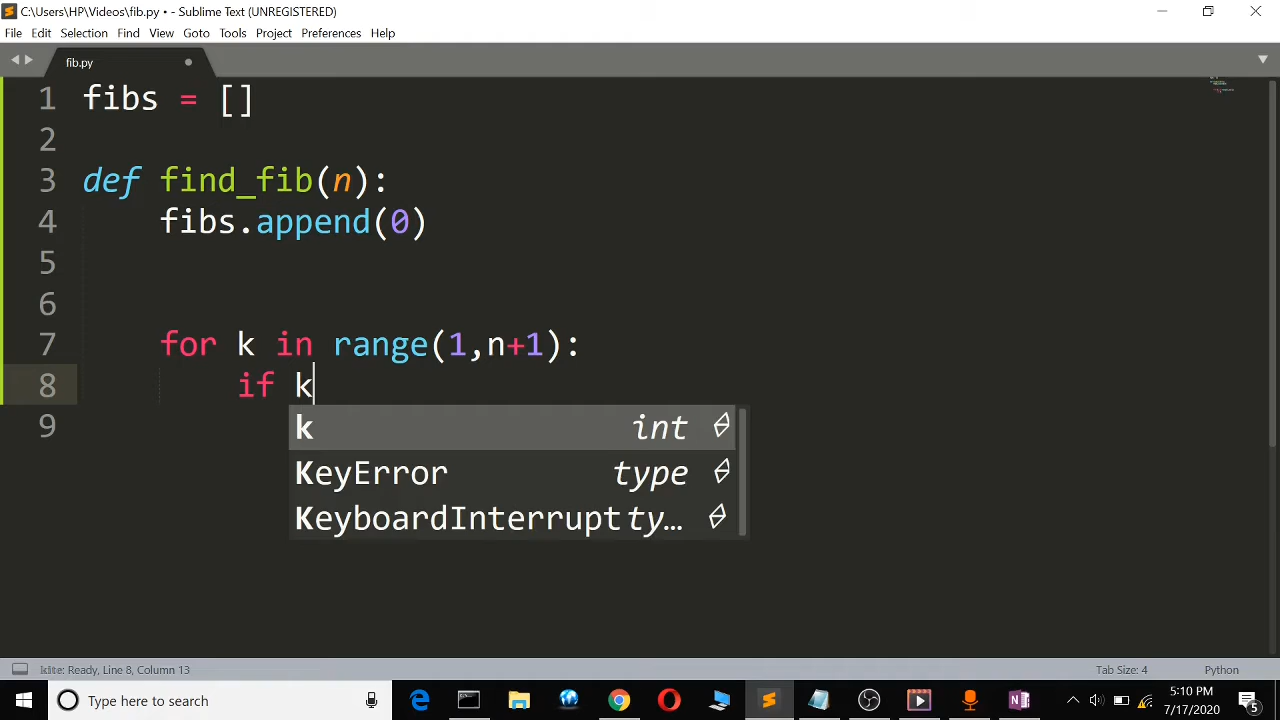 C:\Users\HP\Videos\fib.py • - Sublime Text (UNREGISTERED)
File Edit Selection Find View Goto Tools Project Preferences Help
fib.py
1 fibs = []
2
3 def find_fib(n):
4 fibs.append(0)
5
6
7 for k in range(1,n+1):
8 if k
k int
KeyError type
KeyboardInterrupt ty…
9
kite: Ready, Line 8, Column 13 Tab Size: 4 Python
Type here to search
5:10 PM
7/17/2020
5